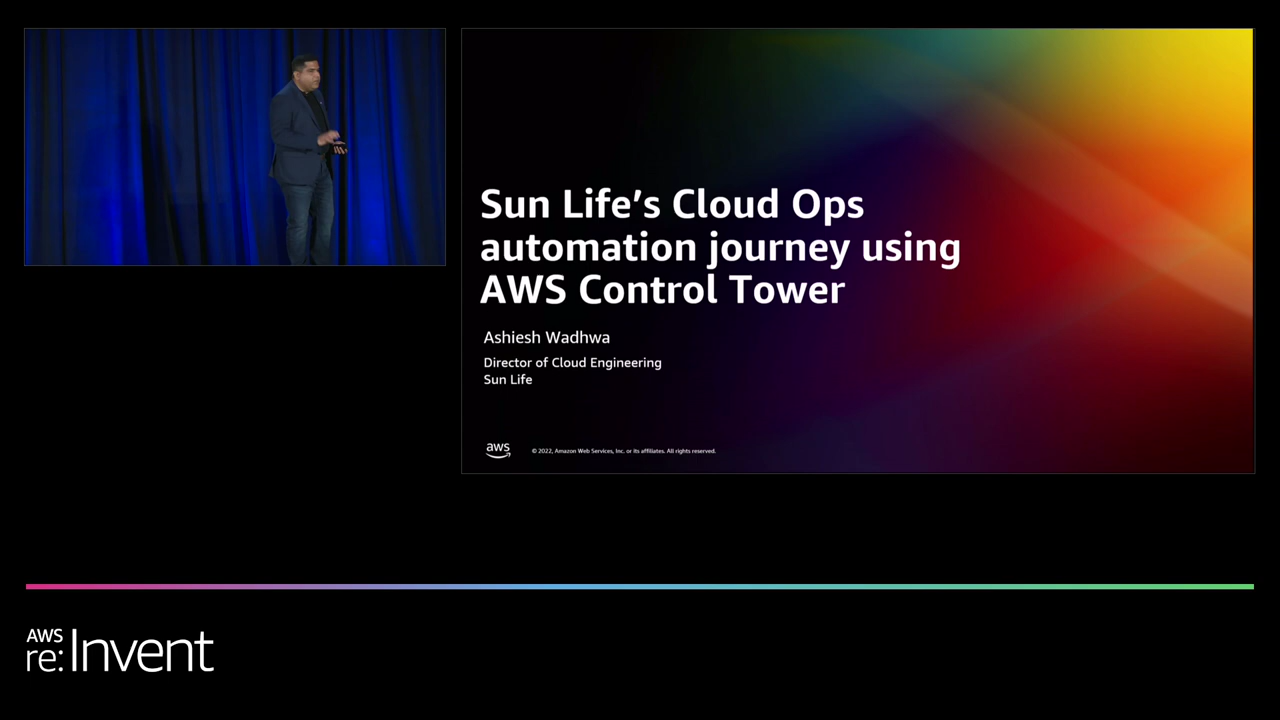 Sun Life’s Cloud Ops
automation journey using
AWS Control Tower
Ashiesh Wadhwa
Director of Cloud Engineering
Sun Life
aws
© 2022, Amazon Web Services, Inc. or its affiliates. All rights reserved.
AWS
re:Invent